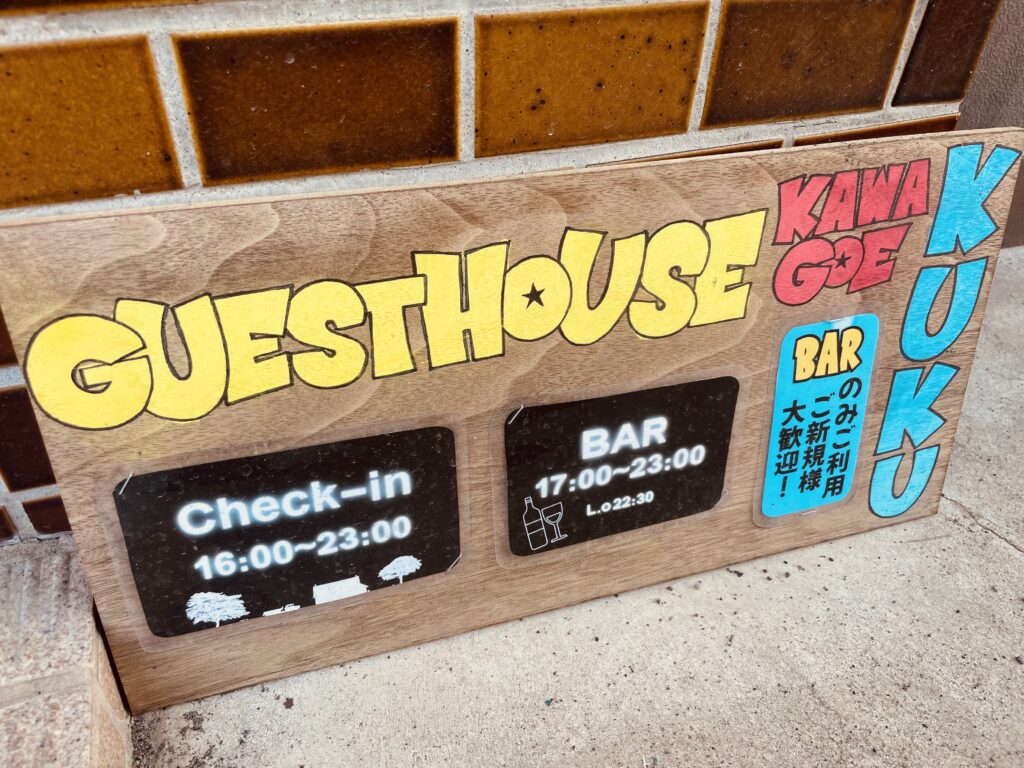 GUESTHOUSE
KAWA
GOE
KUKU
Check-in
16:00~23:00
BAR
17:00~23:00
L.o22:30
BAR
のみご利用
ご新規様
大歓迎！